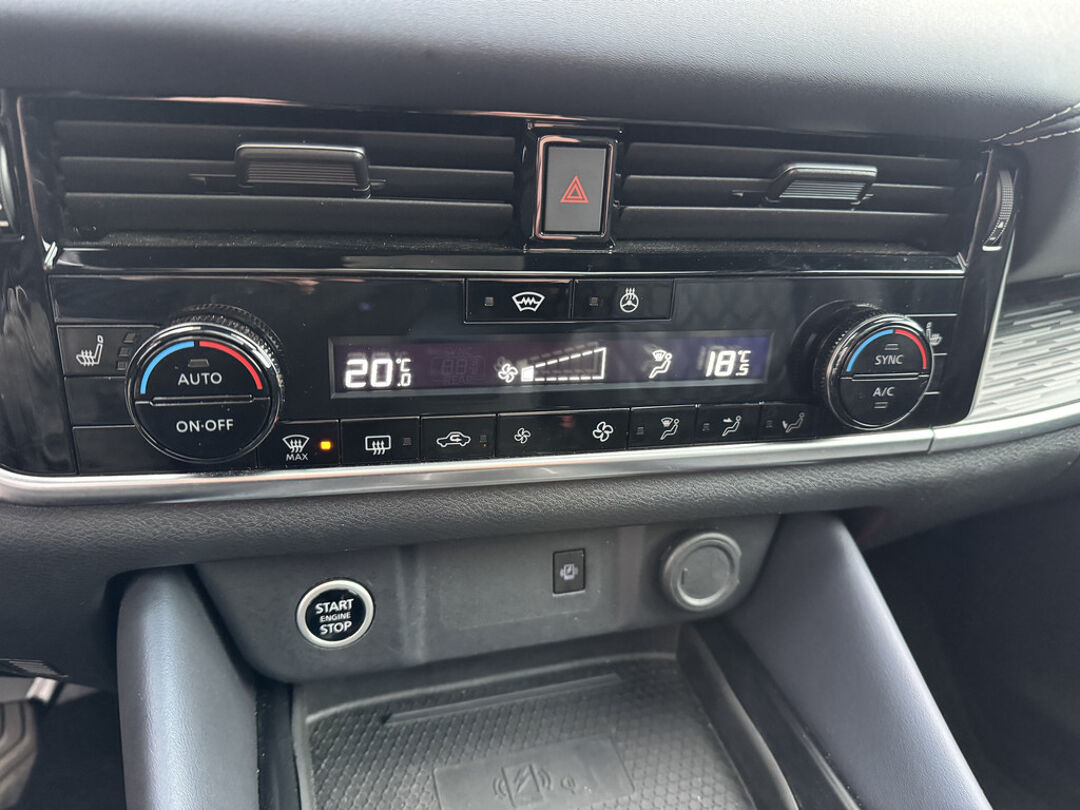 20.0°C
18.5°C
AUTO
ON·OFF
SYNC
A/C
MAX
START
ENGINE
STOP